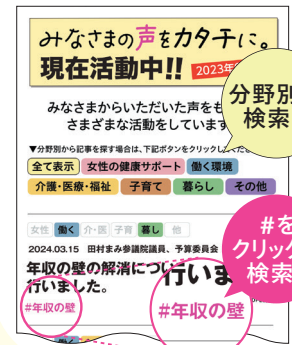 みなさまの声をカタチに。
現在活動中!!
2023年
分野別
検索
みなさまからいただいた声をも
さまざまな活動をしています
▼分野別から記事を探す場合は、下記ボタンをクリックし
全て表示 女性の健康サポート 働く環境
介護・医療・福祉 子育て 暮らし その他
#を
クリック
検索
女性 働く 介・医 子育 暮し 他
2024.03.15 田村まみ参議院議員、予算委員会
年収の壁の解消につい
行いました。
行いま
#年収の壁
#年収の壁